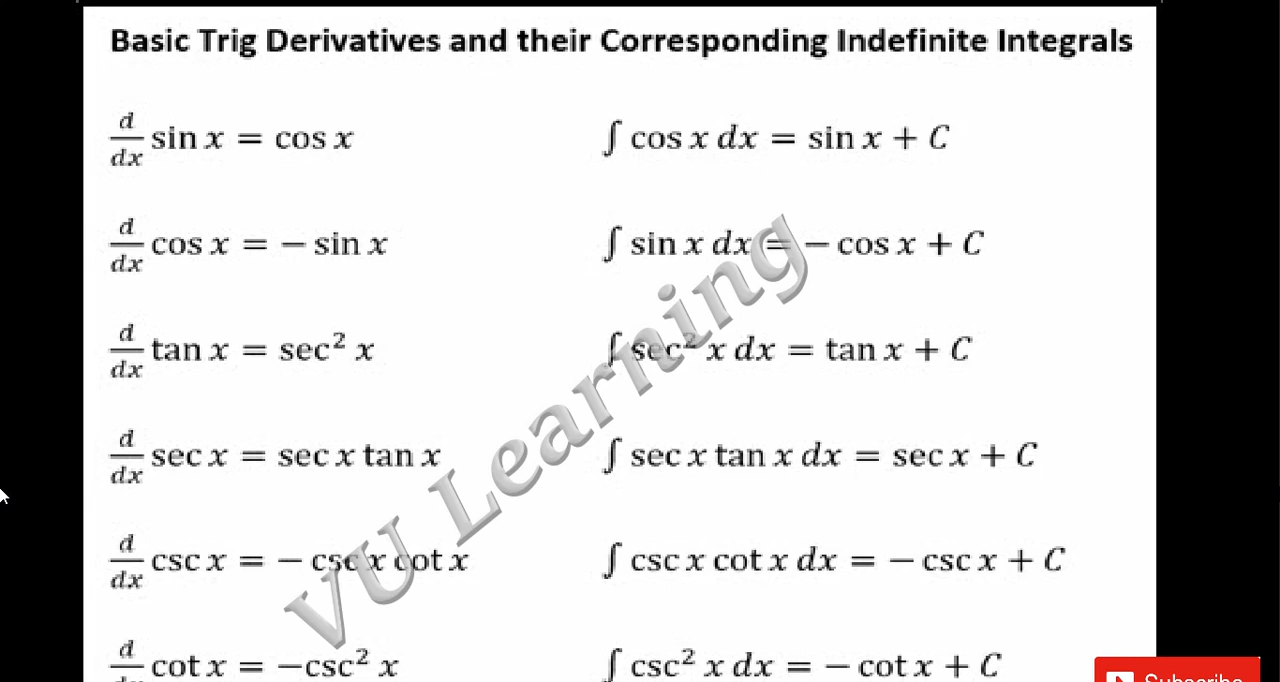 Basic Trig Derivatives and their Corresponding Indefinite Integrals
d/dx sin x = cos x    ∫ cos x dx = sin x + C
d/dx cos x = − sin x    ∫ sin x dx = − cos x + C
d/dx tan x = sec² x    ∫ sec² x dx = tan x + C
d/dx sec x = sec x tan x    ∫ sec x tan x dx = sec x + C
d/dx csc x = − csc x cot x    ∫ csc x cot x dx = − csc x + C
d/dx cot x = −csc² x    ∫ csc² x dx = − cot x + C
VU Learning
Subscribe